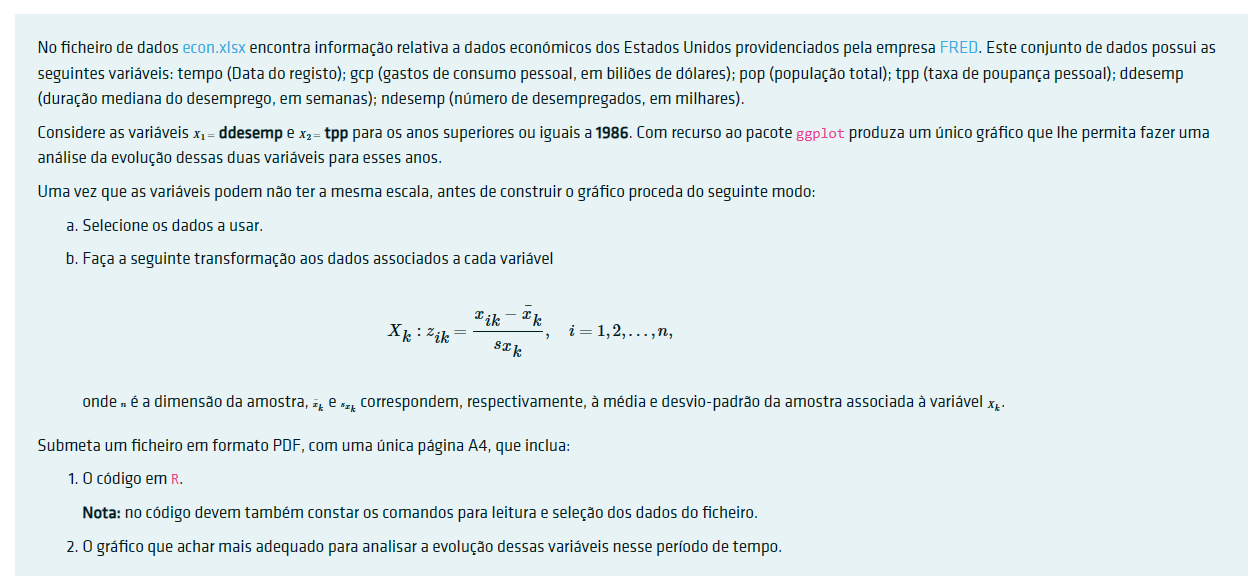 No ficheiro de dados econ.xlsx encontra informação relativa a dados económicos dos Estados Unidos providenciados pela empresa FRED. Este conjunto de dados possui as
seguintes variáveis: tempo (Data do registo); gcp (gastos de consumo pessoal, em biliões de dólares); pop (população total); tpp (taxa de poupança pessoal); ddesemp
(duração mediana do desemprego, em semanas); ndesemp (número de desempregados, em milhares).
Considere as variáveis x₁ = ddesemp e x₂ = tpp para os anos superiores ou iguais a 1986. Com recurso ao pacote ggplot produza um único gráfico que lhe permita fazer uma
análise da evolução dessas duas variáveis para esses anos.
Uma vez que as variáveis podem não ter a mesma escala, antes de construir o gráfico proceda do seguinte modo:
a. Selecione os dados a usar.
b. Faça a seguinte transformação aos dados associados a cada variável
X_k : z_{ik} = (x_{ik} − x̄_k) / s_{x_k}, i = 1, 2, …, n,
onde n é a dimensão da amostra, x̄_k e s_{x_k} correspondem, respectivamente, à média e desvio-padrão da amostra associada à variável X_k.
Submeta um ficheiro em formato PDF, com uma única página A4, que inclua:
1. O código em R.
Nota: no código devem também constar os comandos para leitura e seleção dos dados do ficheiro.
2. O gráfico que achar mais adequado para analisar a evolução dessas variáveis nesse período de tempo.